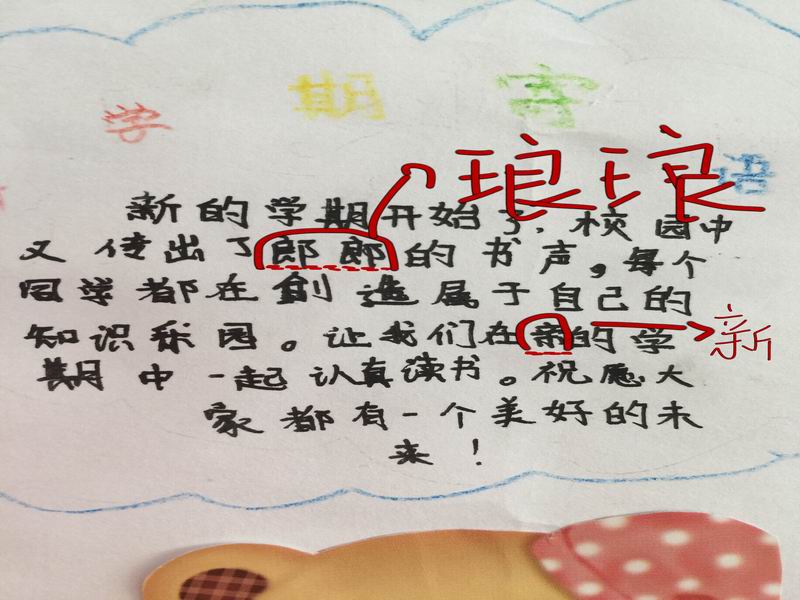 学期寄语
琅琅
新的学期开始了，校园中
又传出了郎郎的书声，每个
同学都在创造属于自己的
知识乐园。让我们在亲的学
新
期中一起认真读书。祝愿大
家都有一个美好的未
来！